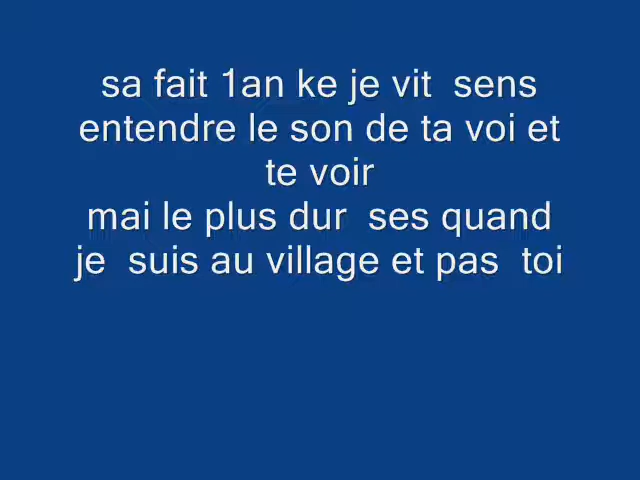 sa fait 1an ke je vit  sens
entendre le son de ta voi et
te voir
mai le plus dur  ses quand
je  suis au village et pas  toi